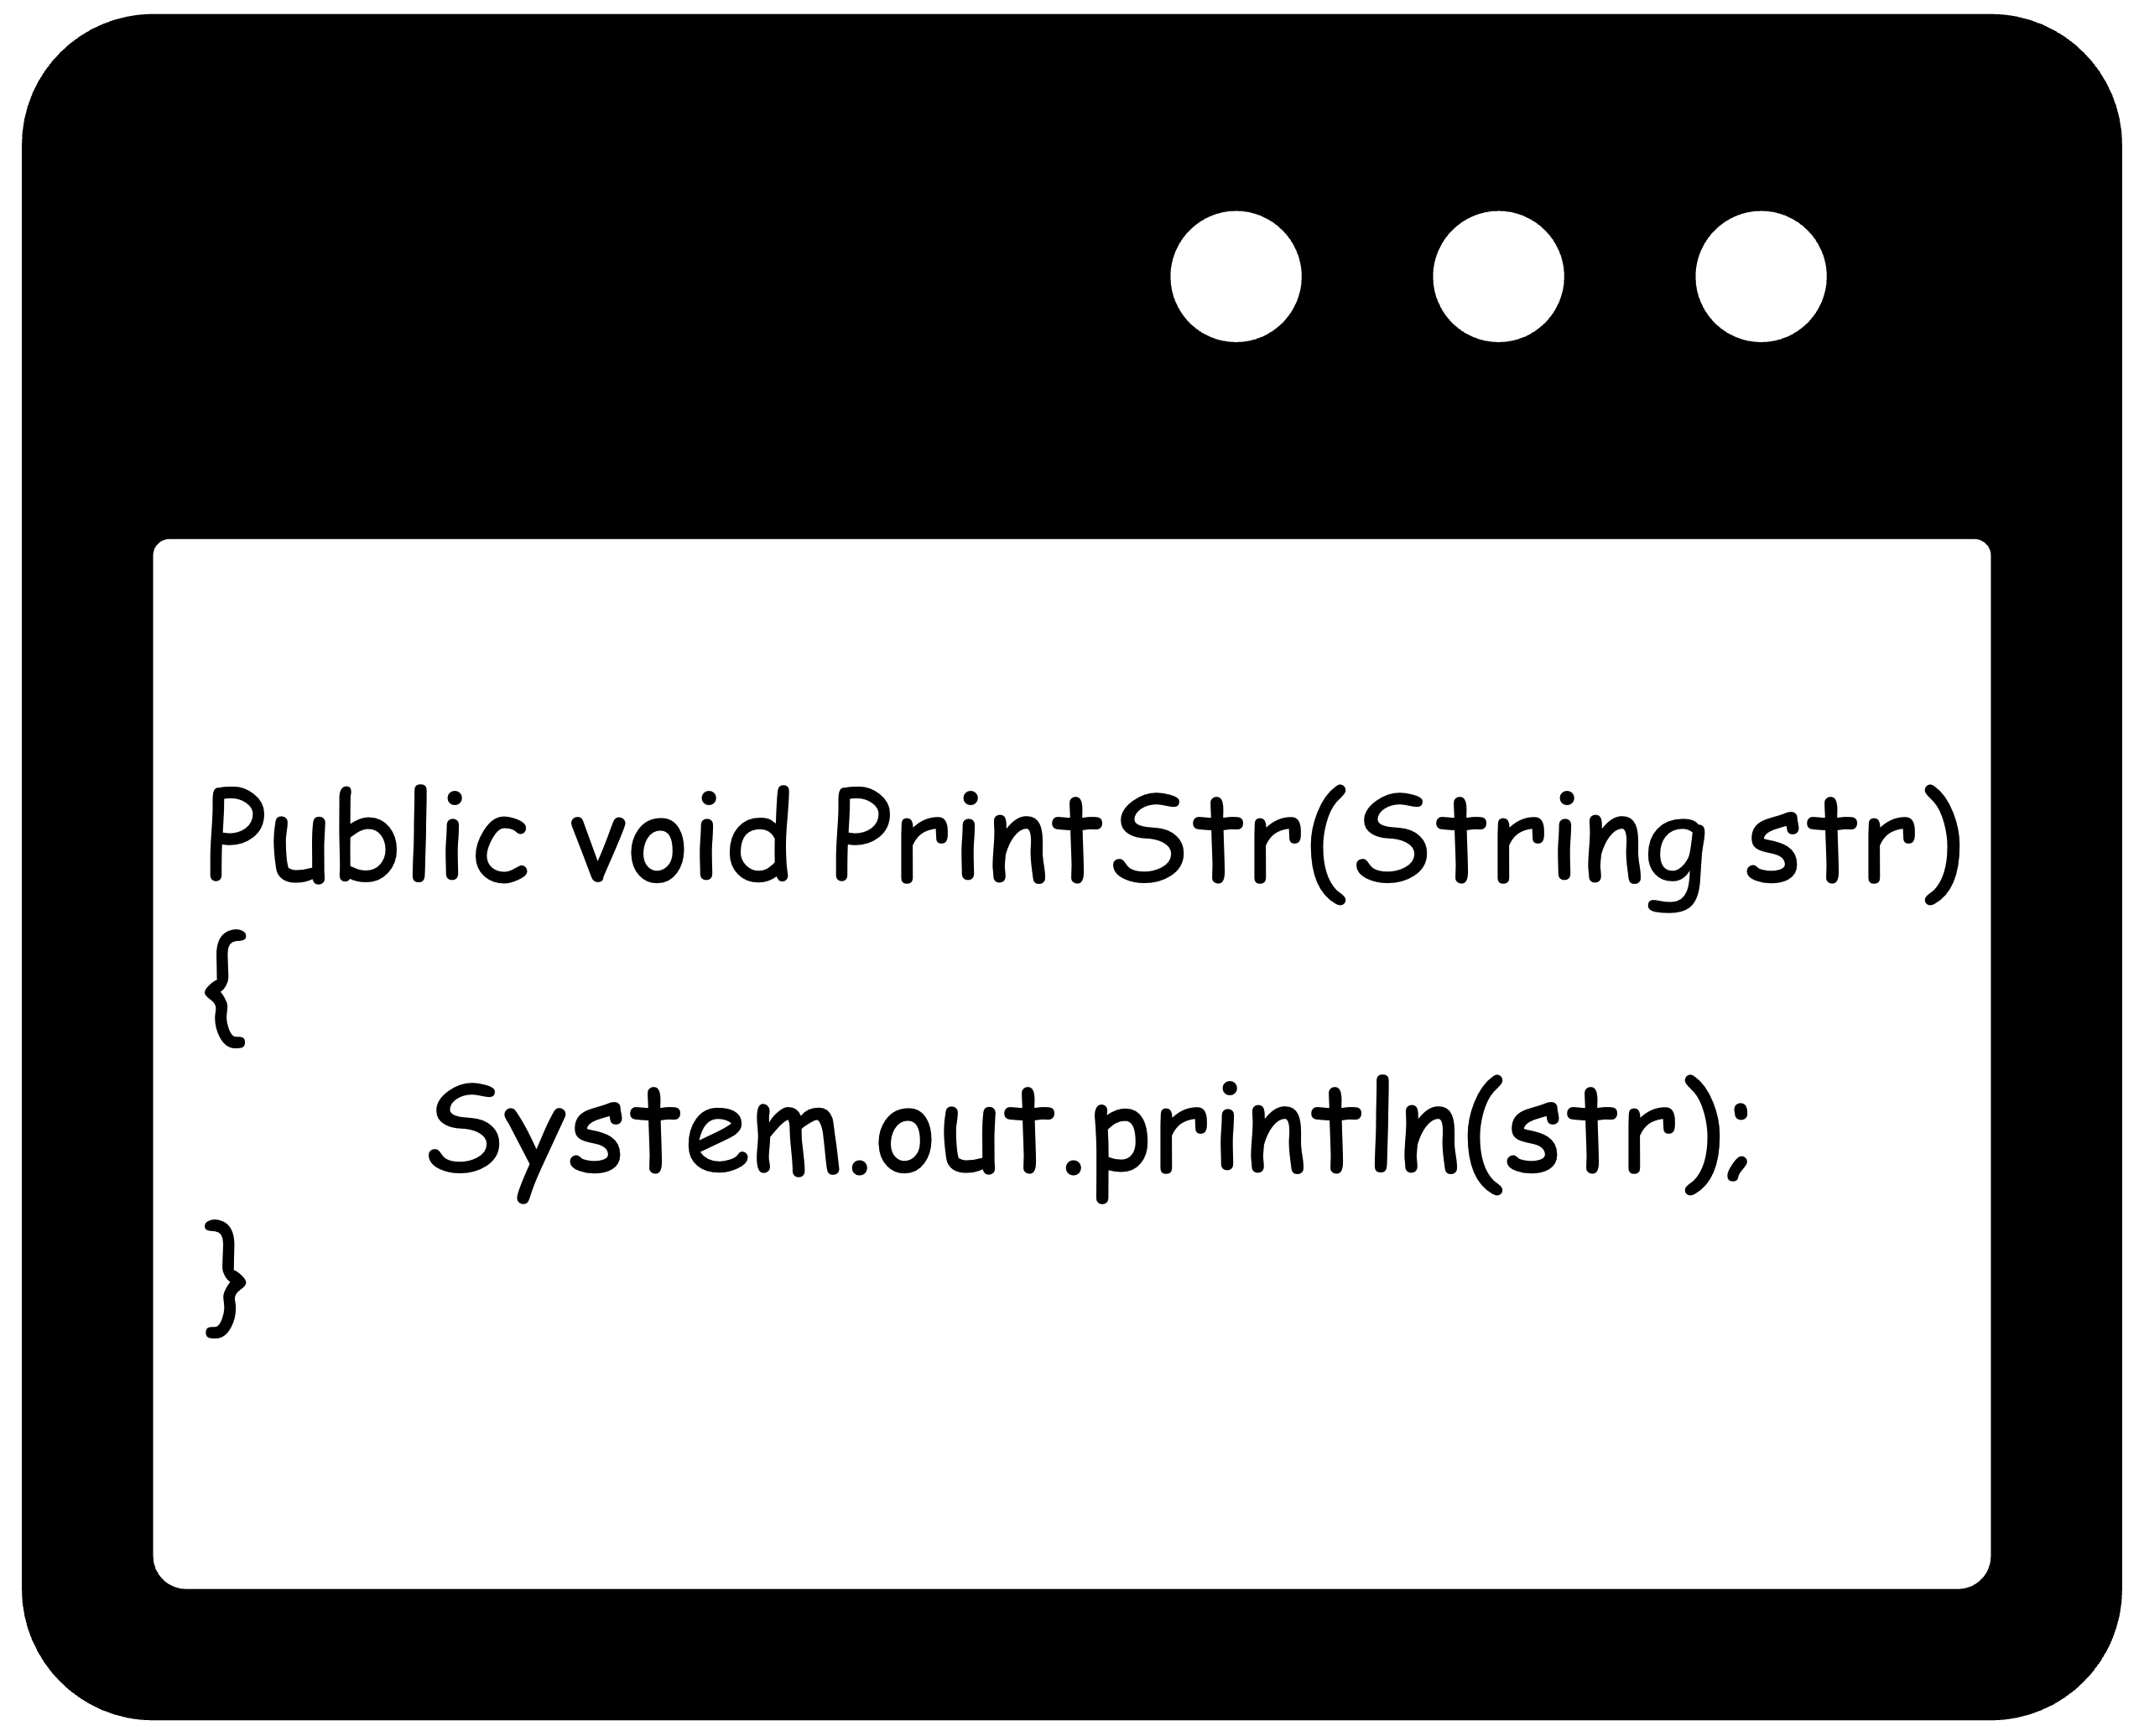 Public void PrintStr(String str)
{
System.out.println(str);
}